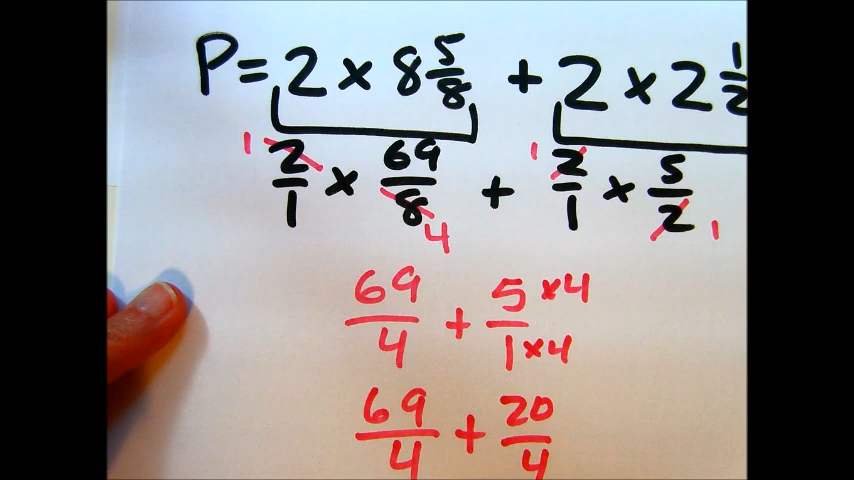 P = 2 × 8 5/8 + 2 × 2 1/2
1 2/1 × 69/8 4 + 1 2/1 × 5/2 1
69/4 + 5 ×4/1 ×4
69/4 + 20/4